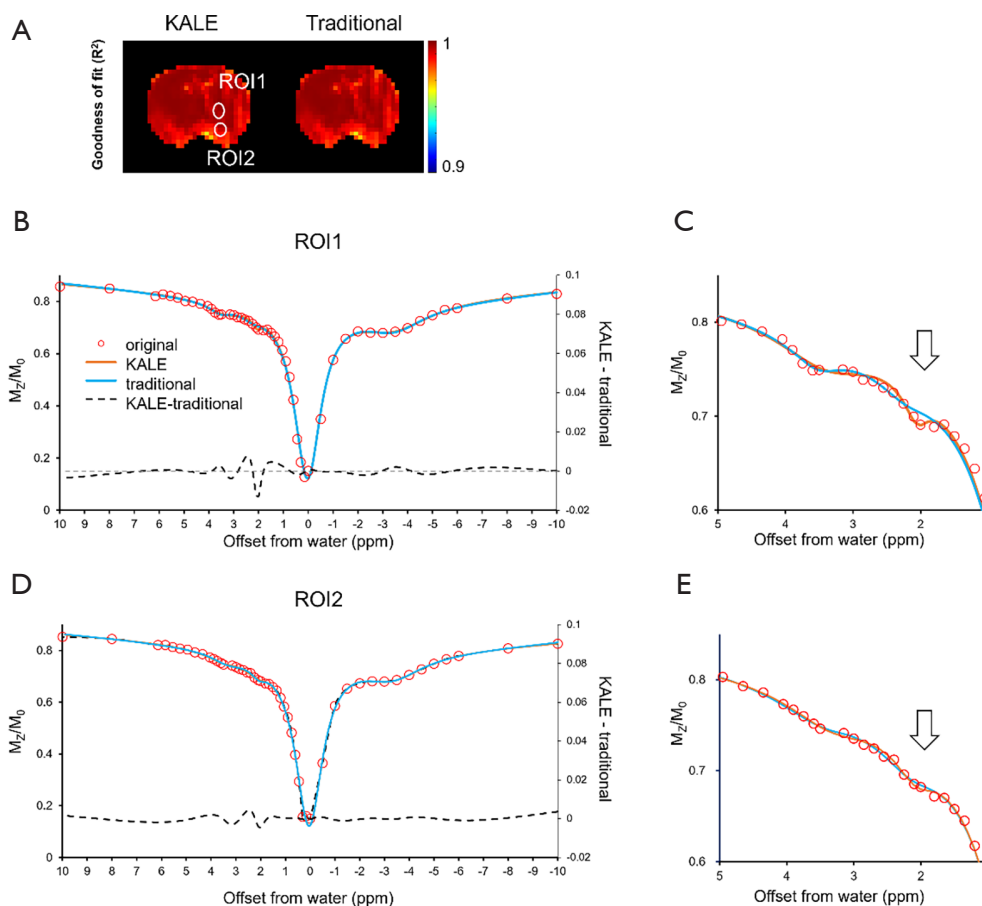 A
KALE
Traditional
Goodness of fit (R²)
ROI1
ROI2
1
0.9
B
ROI1
M_Z/M_0
0.8
0.6
0.4
0.2
0
original
KALE
traditional
KALE-traditional
0.1
0.08
0.06
0.04
0.02
0
-0.02
KALE - traditional
10 9 8 7 6 5 4 3 2 1 0 -1 -2 -3 -4 -5 -6 -7 -8 -9 -10
Offset from water (ppm)
C
M_Z/M_0
0.8
0.7
0.6
5 4 3 2
Offset from water (ppm)
D
ROI2
M_Z/M_0
0.8
0.6
0.4
0.2
0
0.1
0.08
0.06
0.04
0.02
0
-0.02
KALE - traditional
10 9 8 7 6 5 4 3 2 1 0 -1 -2 -3 -4 -5 -6 -7 -8 -9 -10
Offset from water (ppm)
E
M_Z/M_0
0.8
0.7
0.6
5 4 3 2
Offset from water (ppm)